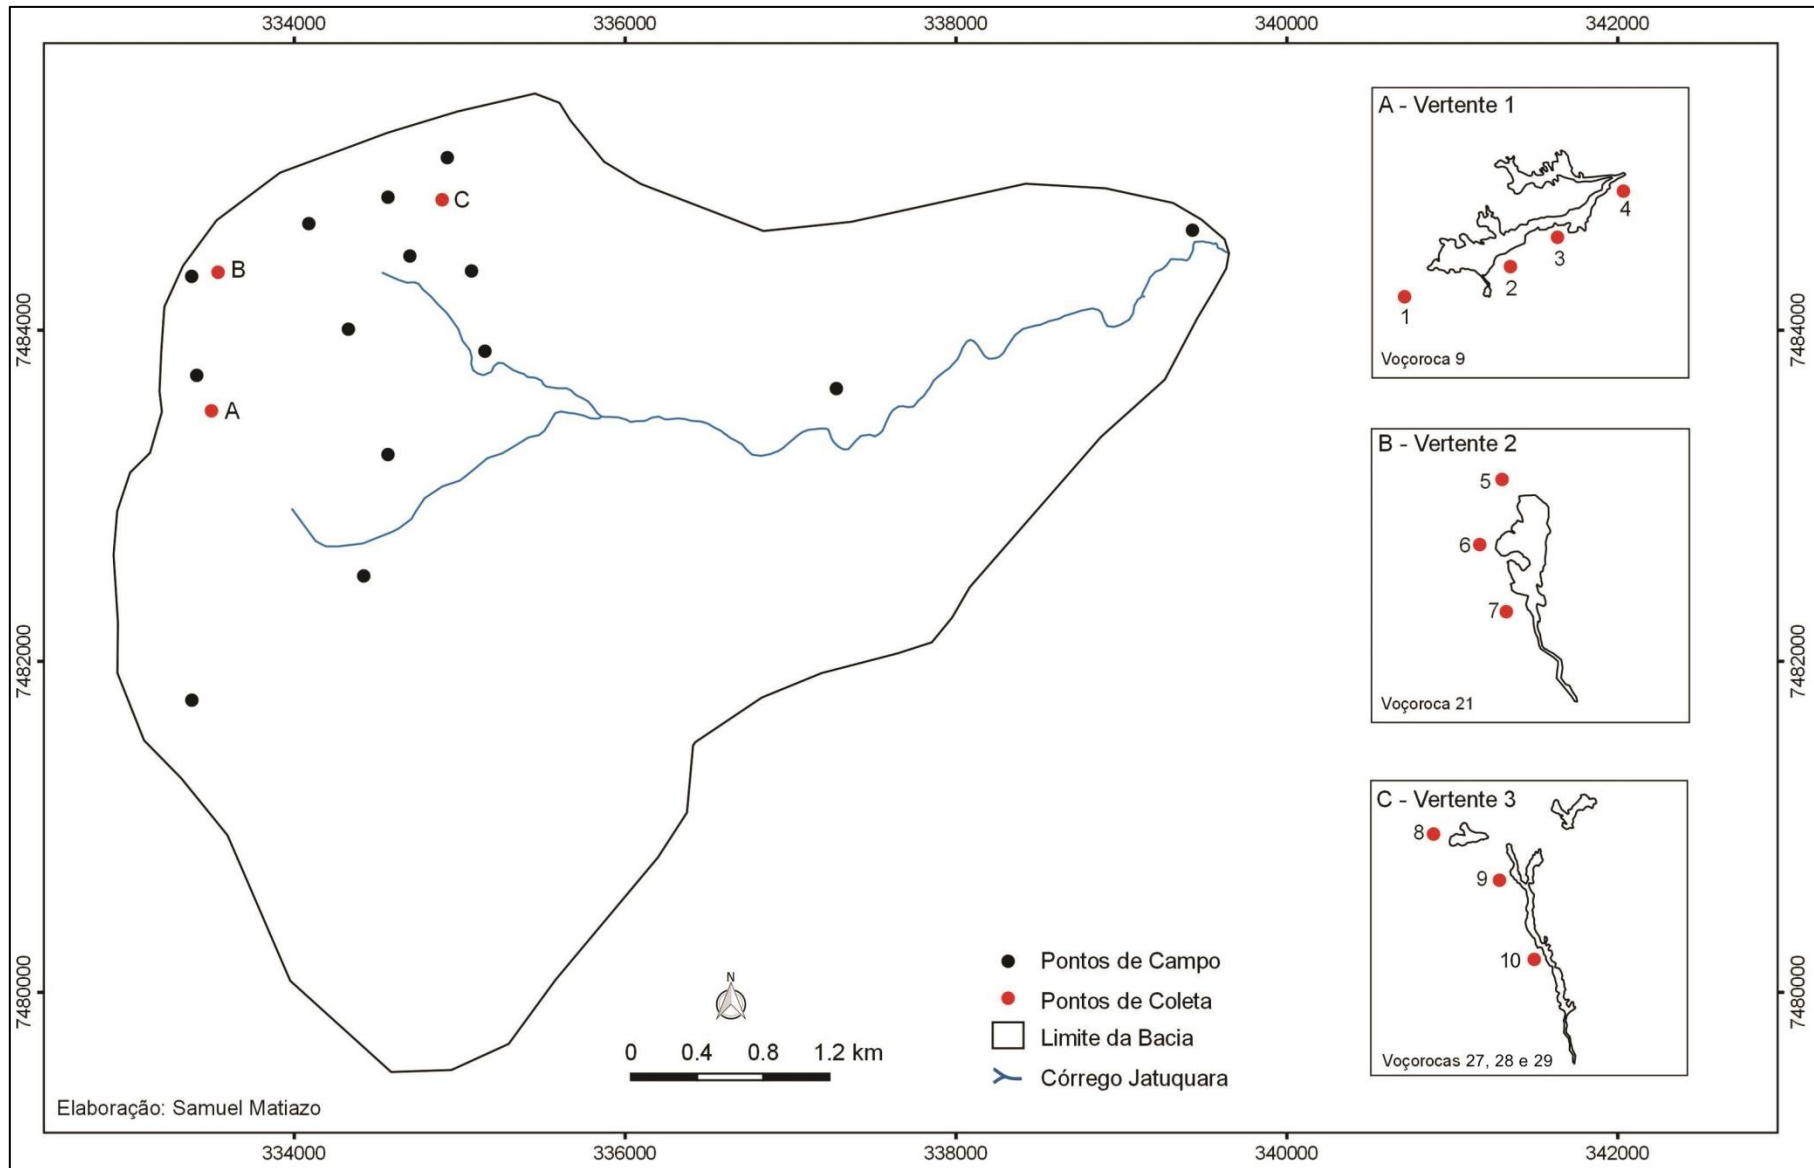 334000 336000 338000 340000 342000
A - Vertente 1
4
3
2
1
Voçoroca 9
C
B
A
7484000 7484000
B - Vertente 2
5
6
7
Voçoroca 21
7482000 7482000
C - Vertente 3
8
9
10
Voçorocas 27, 28 e 29
7480000 7480000
N
0 0.4 0.8 1.2 km
Pontos de Campo
Pontos de Coleta
Limite da Bacia
Córrego Jatuquara
Elaboração: Samuel Matiazo
334000 336000 338000 340000 342000